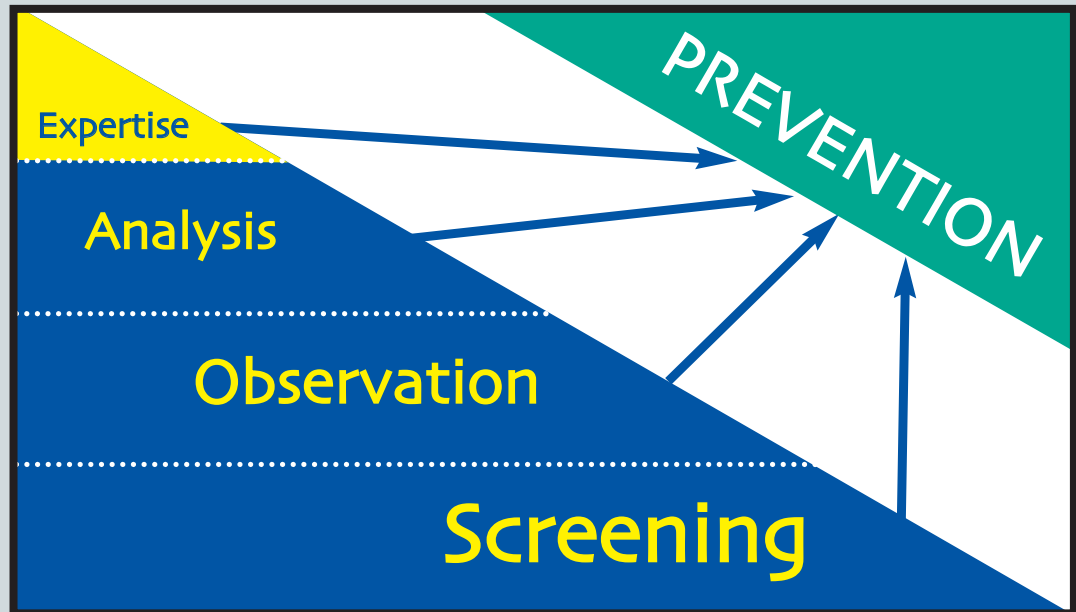 PREVENTION
Expertise
Analysis
Observation
Screening